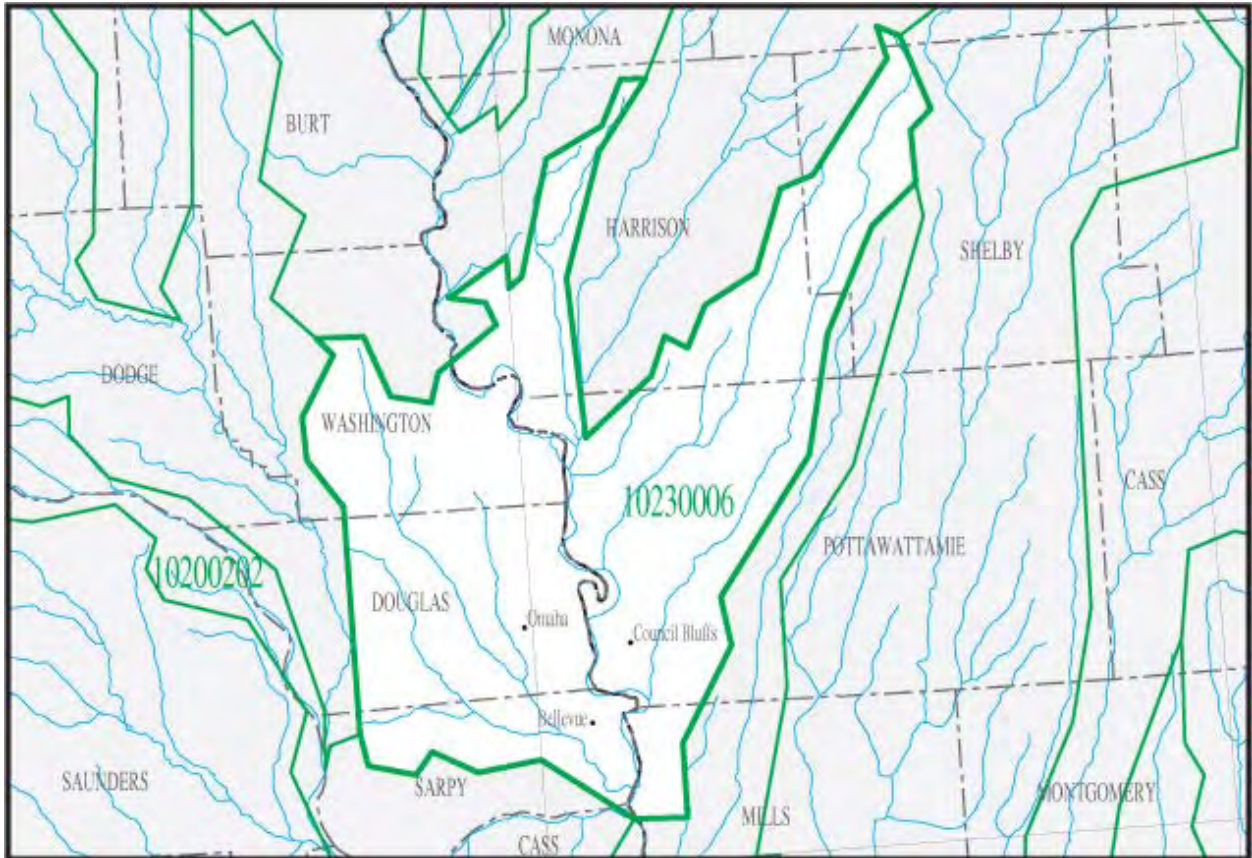 MONONA
BURT
HARRISON
SHELBY
DODGE
WASHINGTON
CASS
10230006
POTTAWATTAMIE
10200202
DOUGLAS
Omaha
Council Bluffs
Bellevue
SAUNDERS
SARPY
MONTGOMERY
MILLS
CASS